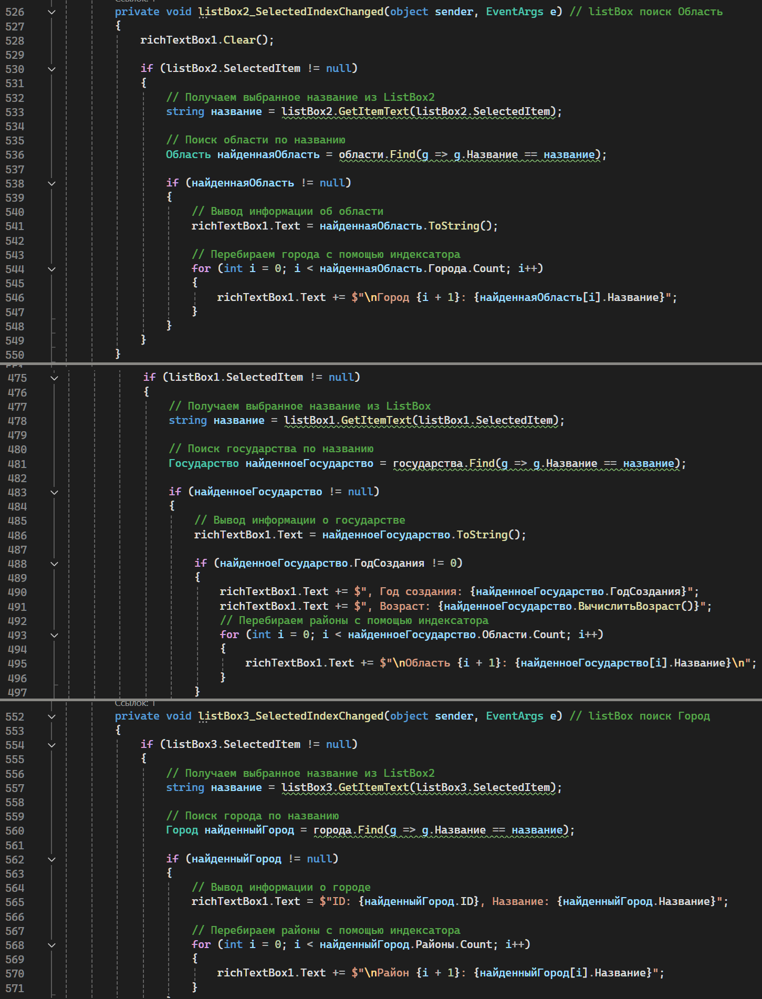 526 private void listBox2_SelectedIndexChanged(object sender, EventArgs e) // listBox поиск Область
527 {
528 richTextBox1.Clear();
529
530 if (listBox2.SelectedItem != null)
531 {
532 // Получаем выбранное название из ListBox2
533 string название = listBox2.GetItemText(listBox2.SelectedItem);
534
535 // Поиск области по названию
536 Область найденнаяОбласть = области.Find(g => g.Название == название);
537
538 if (найденнаяОбласть != null)
539 {
540 // Вывод информации об области
541 richTextBox1.Text = найденнаяОбласть.ToString();
542
543 // Перебираем города с помощью индексатора
544 for (int i = 0; i < найденнаяОбласть.Города.Count; i++)
545 {
546 richTextBox1.Text += $"\nГород {i + 1}: {найденнаяОбласть[i].Название}";
547 }
548 }
549 }
550 }
475 if (listBox1.SelectedItem != null)
476 {
477 // Получаем выбранное название из ListBox
478 string название = listBox1.GetItemText(listBox1.SelectedItem);
479
480 // Поиск государства по названию
481 Государство найденноеГосударство = государства.Find(g => g.Название == название);
482
483 if (найденноеГосударство != null)
484 {
485 // Вывод информации о государстве
486 richTextBox1.Text = найденноеГосударство.ToString();
487
488 if (найденноеГосударство.ГодСоздания != 0)
489 {
490 richTextBox1.Text += $", Год создания: {найденноеГосударство.ГодСоздания}";
491 richTextBox1.Text += $", Возраст: {найденноеГосударство.ВычислитьВозраст()}";
492 // Перебираем районы с помощью индексатора
493 for (int i = 0; i < найденноеГосударство.Области.Count; i++)
494 {
495 richTextBox1.Text += $"\nОбласть {i + 1}: {найденноеГосударство[i].Название}\n";
496 }
497 }
Ссылок: 1
552 private void listBox3_SelectedIndexChanged(object sender, EventArgs e) // listBox поиск Город
553 {
554 if (listBox3.SelectedItem != null)
555 {
556 // Получаем выбранное название из ListBox2
557 string название = listBox3.GetItemText(listBox3.SelectedItem);
558
559 // Поиск города по названию
560 Город найденныйГород = города.Find(g => g.Название == название);
561
562 if (найденныйГород != null)
563 {
564 // Вывод информации о городе
565 richTextBox1.Text = $"ID: {найденныйГород.ID}, Название: {найденныйГород.Название}";
566
567 // Перебираем районы с помощью индексатора
568 for (int i = 0; i < найденныйГород.Районы.Count; i++)
569 {
570 richTextBox1.Text += $"\nРайон {i + 1}: {найденныйГород[i].Название}";
571 }